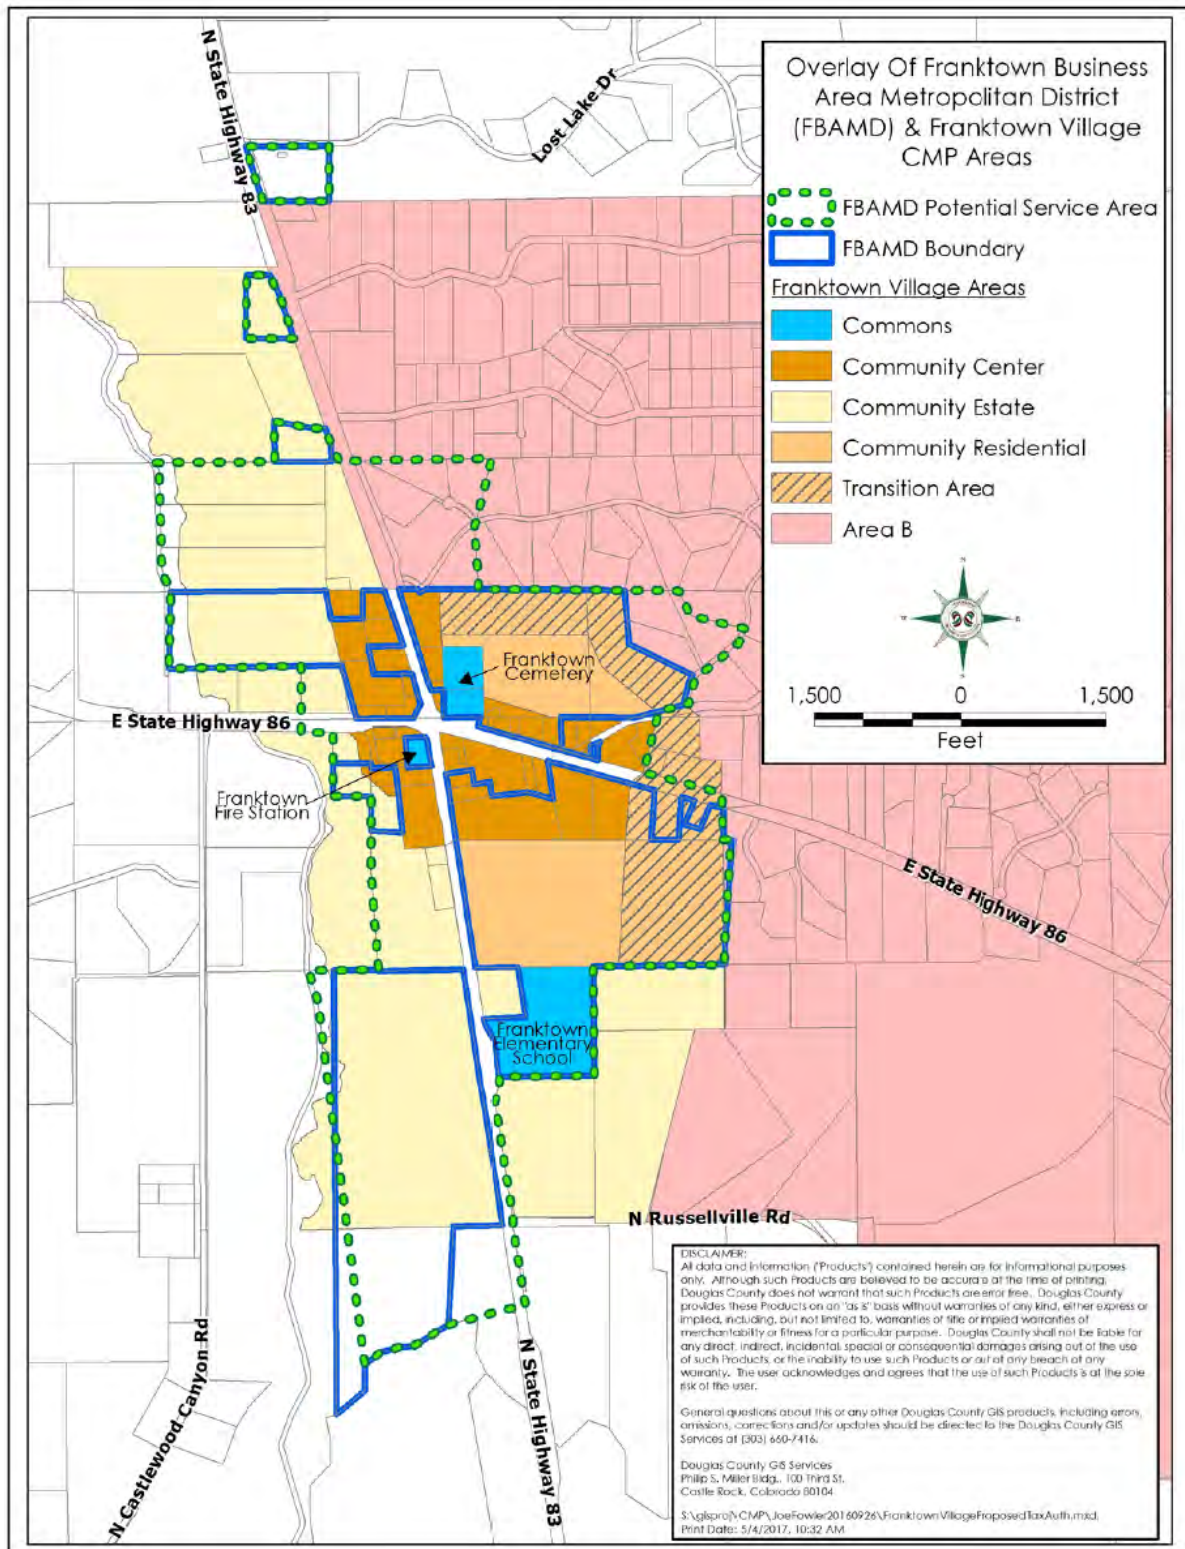 Overlay Of Franktown Business
Area Metropolitan District
(FBAMD) & Franktown Village
CMP Areas
FBAMD Potential Service Area
FBAMD Boundary
Franktown Village Areas
Commons
Community Center
Community Estate
Community Residential
Transition Area
Area B
1,500 0 1,500
Feet
N State Highway 83
Lost Lake Dr
Franktown
Cemetery
E State Highway 86
Franktown
Fire Station
E State Highway 86
Franktown
Elementary
School
N Russellville Rd
N Castlewood Canyon Rd
N State Highway 83
DISCLAIMER:
All data and information ("Products") contained herein are for informational purposes
only. Although such Products are believed to be accurate at the time of printing,
Douglas County does not warrant that such Products are error free. Douglas County
provides these Products on an "as is" basis without warranties of any kind, either express or
implied, including, but not limited to, warranties of title or implied warranties of
merchantability or fitness for a particular purpose. Douglas County shall not be liable for
any direct, indirect, incidental, special or consequential damages arising out of the use
of such Products, or the inability to use such Products or out of any breach of any
warranty. The user acknowledges and agrees that the use of such Products is at the sole
risk of the user.
General questions about this or any other Douglas County GIS products, including errors,
omissions, corrections and/or updates should be directed to the Douglas County GIS
Services at (303) 660-7416.
Douglas County GIS Services
Philip S. Miller Bldg., 100 Third St.
Castle Rock, Colorado 80104
S:\gisproj\CMP\JoeFowler20160926\FranktownVillageProposedTaxAuth.mxd
Print Date: 5/4/2017, 10:32 AM